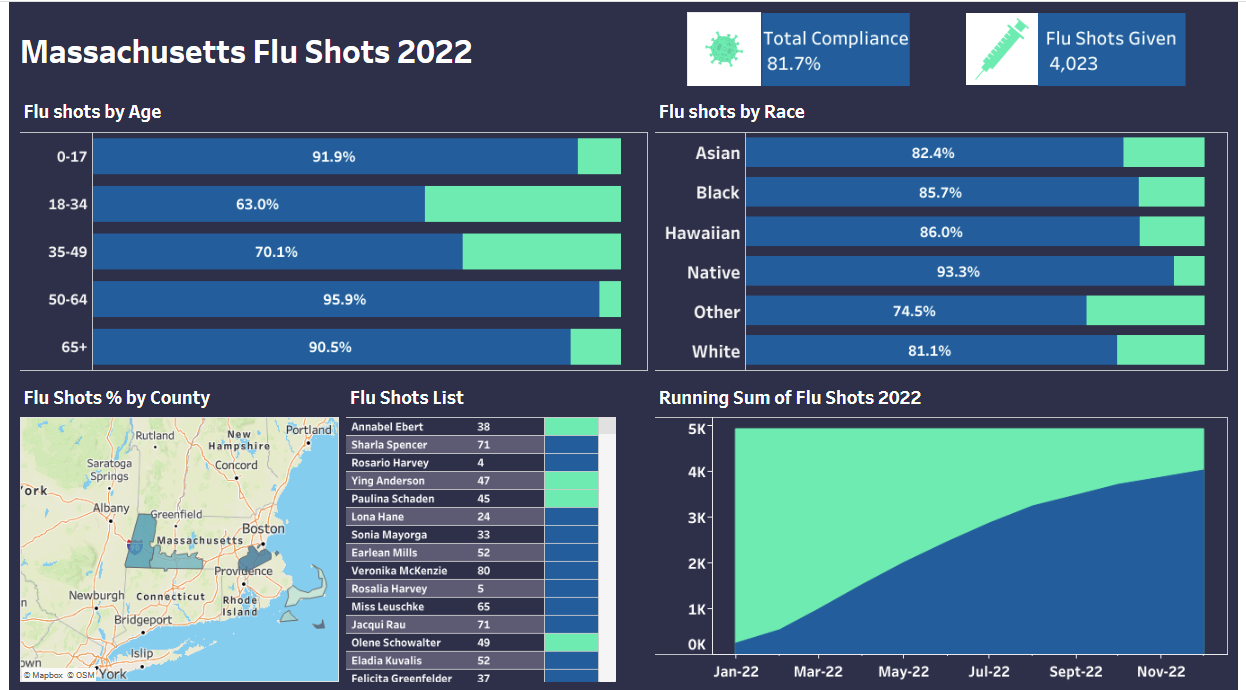 Massachusetts Flu Shots 2022
Total Compliance
81.7%
Flu Shots Given
4,023
Flu shots by Age
0-17 91.9%
18-34 63.0%
35-49 70.1%
50-64 95.9%
65+ 90.5%
Flu shots by Race
Asian 82.4%
Black 85.7%
Hawaiian 86.0%
Native 93.3%
Other 74.5%
White 81.1%
Flu Shots % by County
Rutland
New
Hampshire
Portland
Saratoga
Springs
Concord
'ork
Albany
Greenfield
Boston
Massachusetts
Providence
Newburgh
Connecticut
Rhode
Island
Bridgeport
Islip
own
York
n
© Mapbox © OSM
Flu Shots List
Annabel Ebert 38
Sharla Spencer 71
Rosario Harvey 4
Ying Anderson 47
Paulina Schaden 45
Lona Hane 24
Sonia Mayorga 33
Earlean Mills 52
Veronika McKenzie 80
Rosalia Harvey 5
Miss Leuschke 65
Jacqui Rau 71
Olene Schowalter 49
Eladia Kuvalis 52
Felicita Greenfelder 37
Running Sum of Flu Shots 2022
5K
4K
3K
2K
1K
0K
Jan-22 Mar-22 May-22 Jul-22 Sept-22 Nov-22